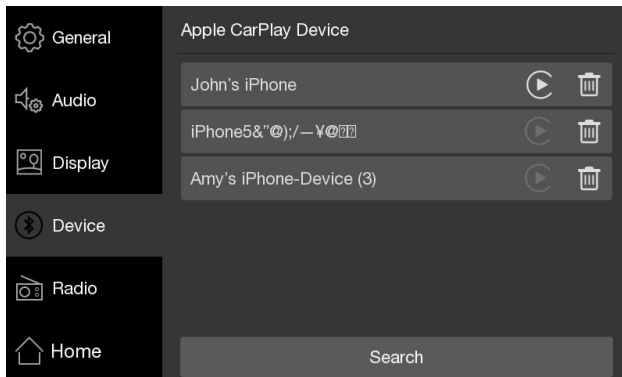 General
Audio
Display
Device
Radio
Home
Apple CarPlay Device
John's iPhone
iPhone5&"@);/—¥@⍰⍰
Amy's iPhone-Device (3)
Search